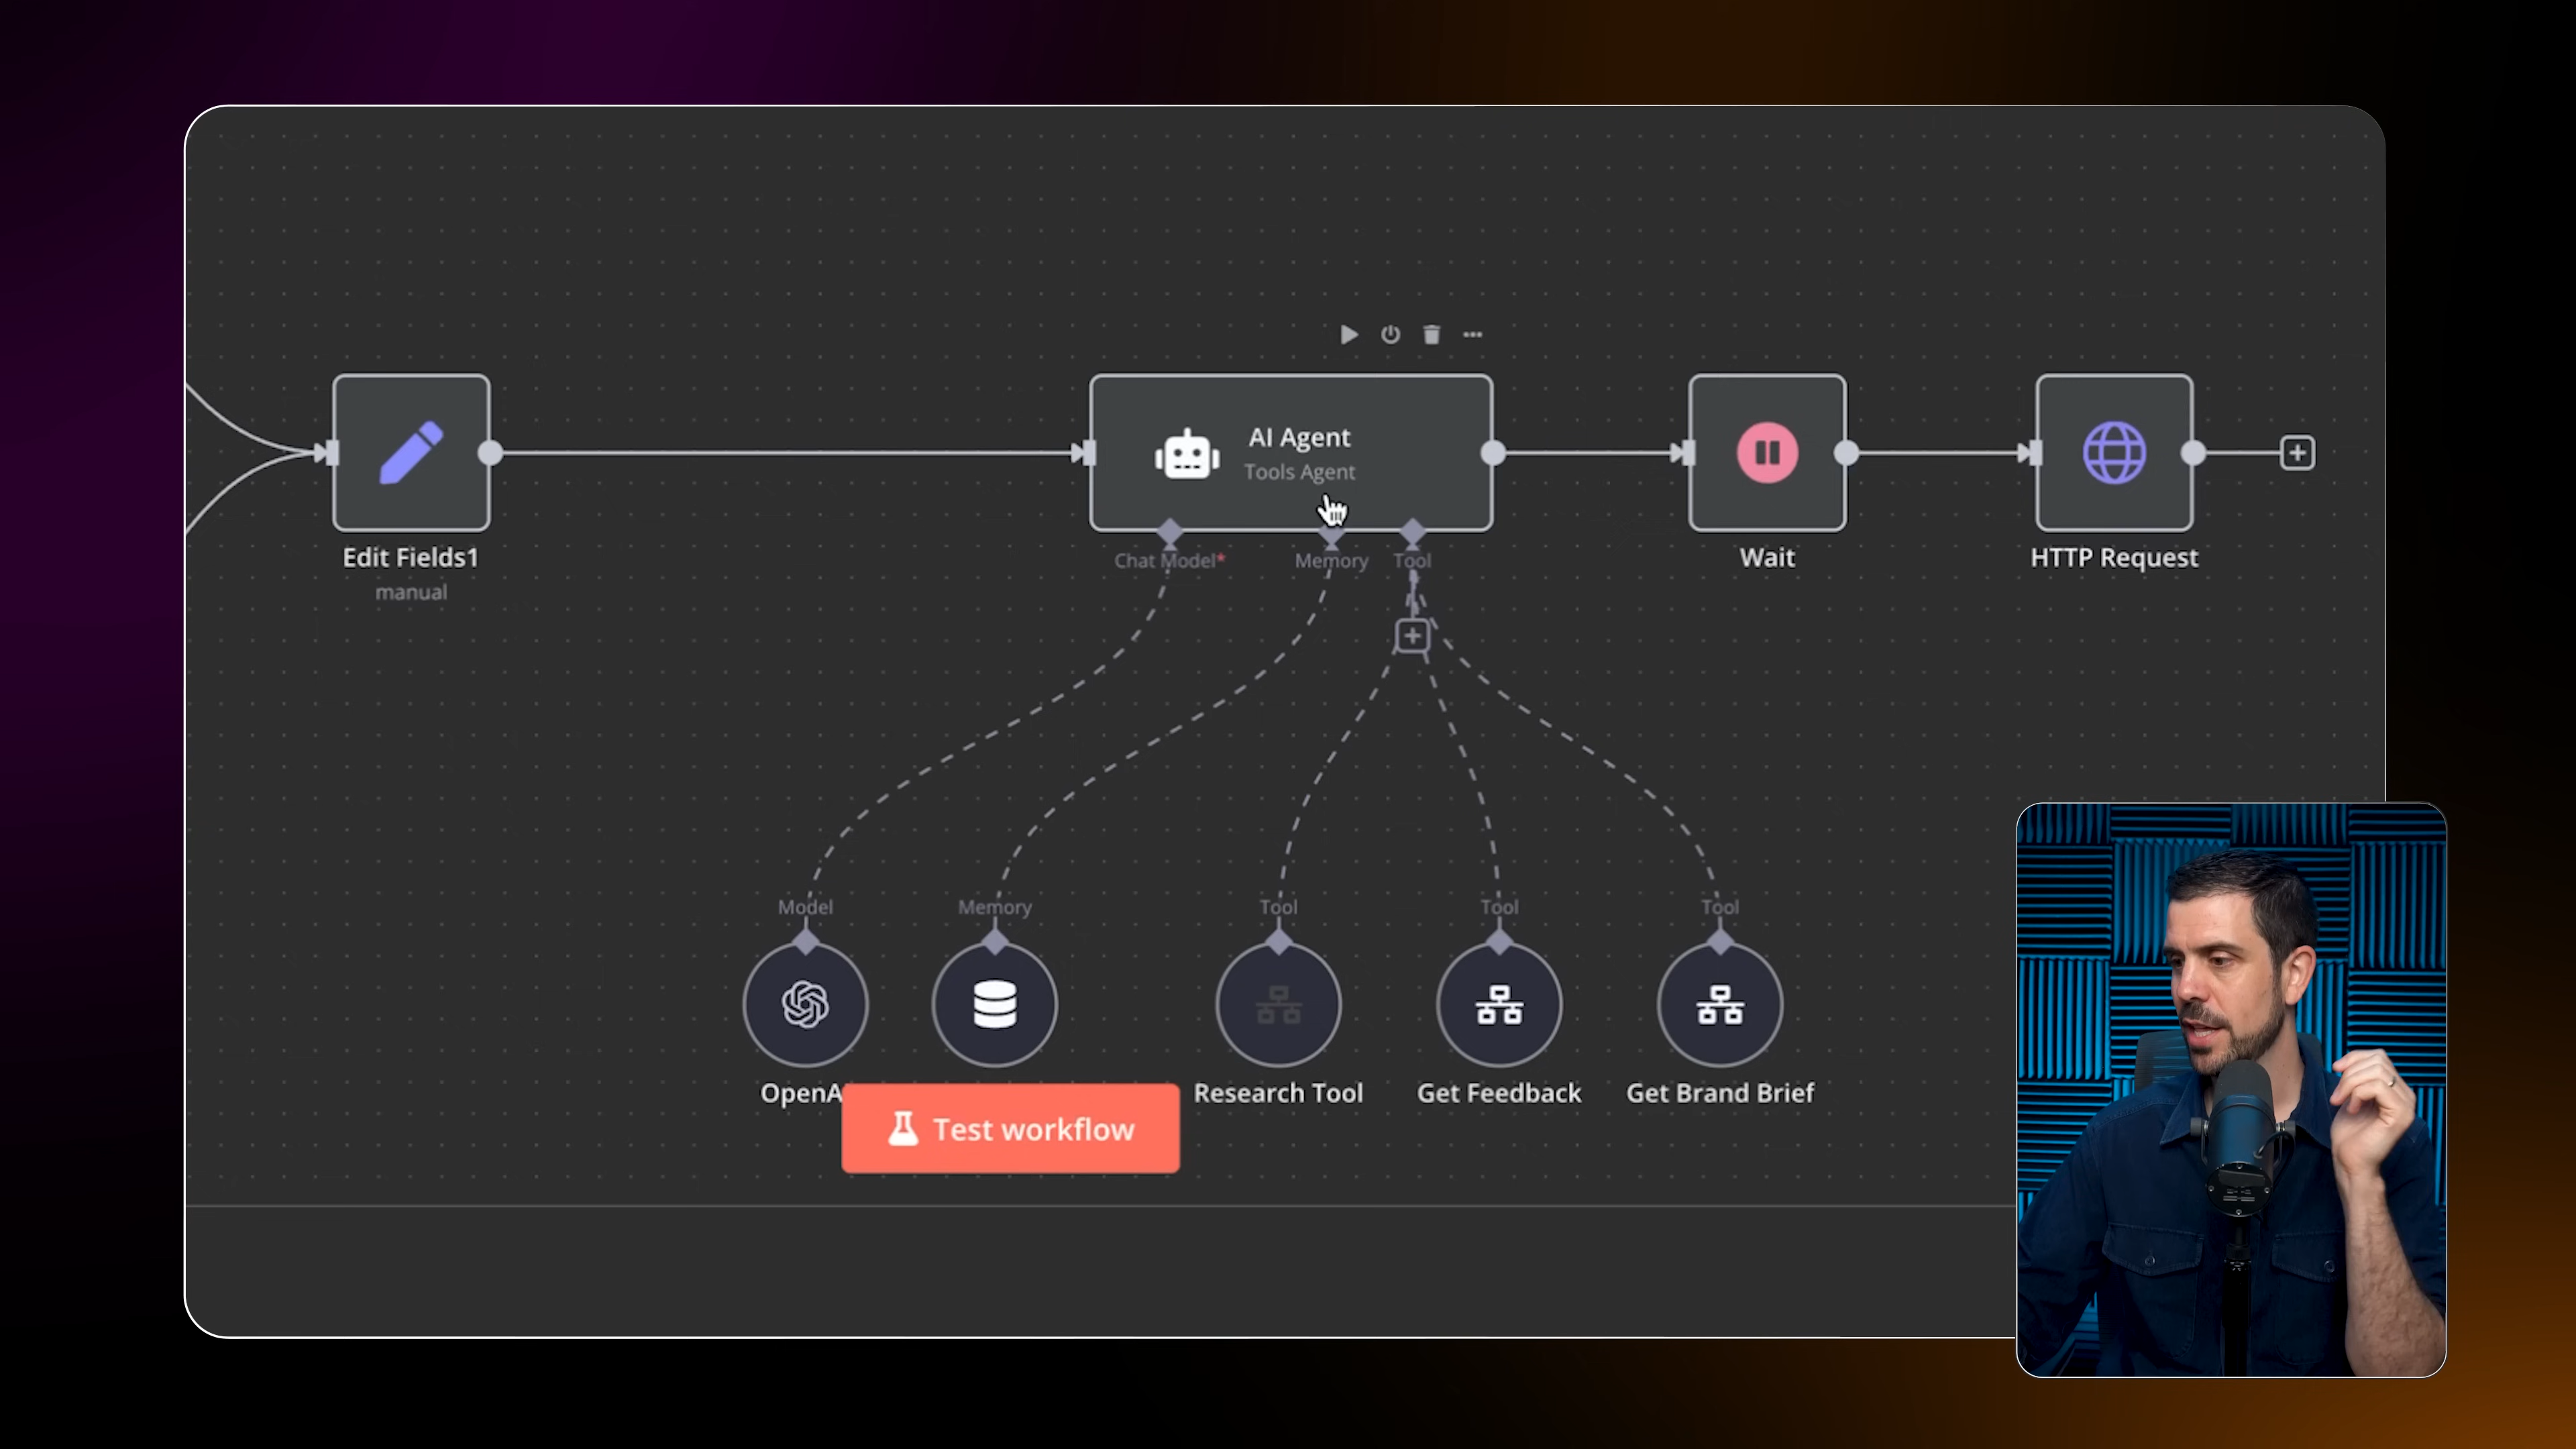 AI Agent
Tools Agent
Chat Model*
Memory
Tool
Edit Fields1
manual
Wait
HTTP Request
Model
Memory
Tool
Tool
Tool
OpenA
Research Tool
Get Feedback
Get Brand Brief
Test workflow